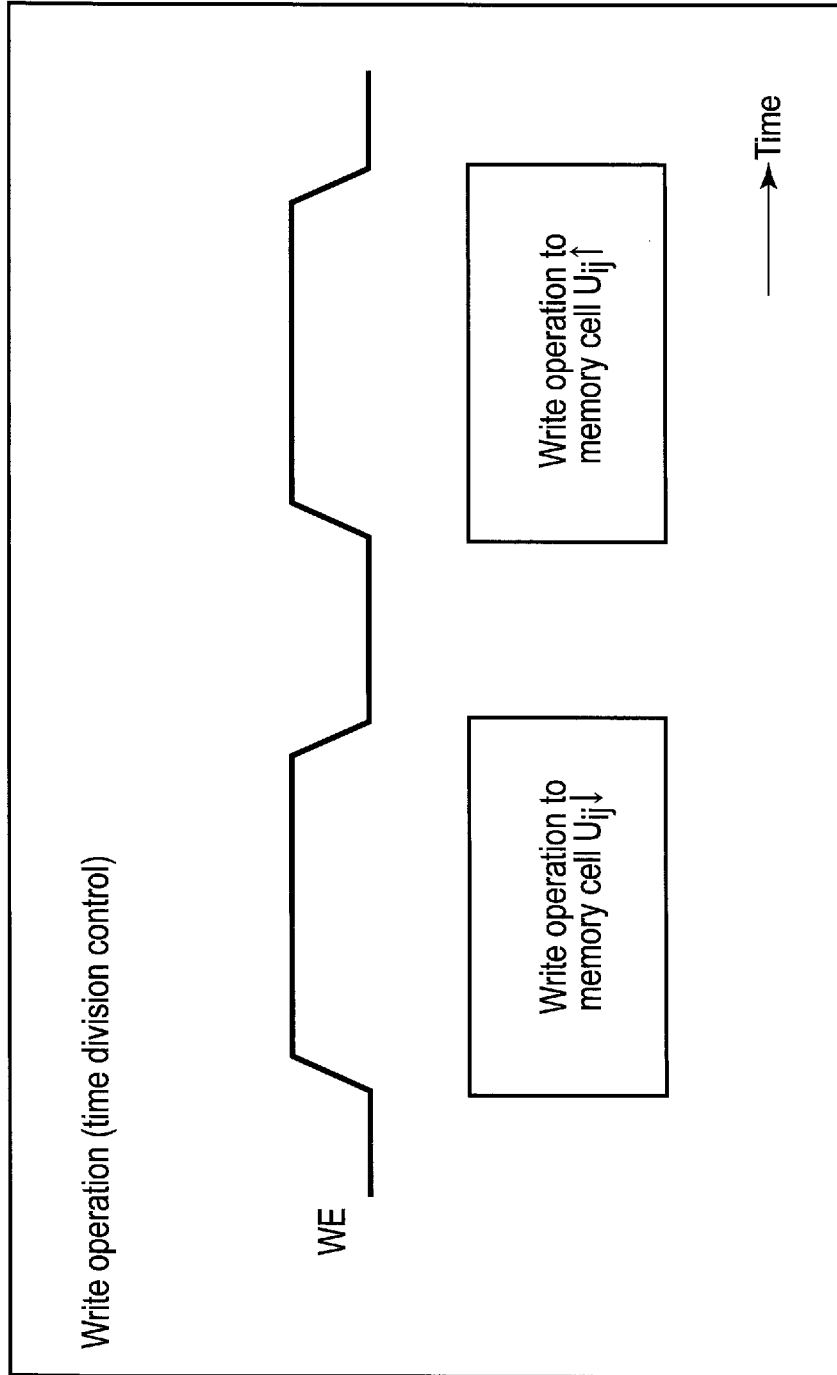 Write operation (time division control)
WE
Write operation to
memory cell Uij↓
Write operation to
memory cell Uij↑
Time